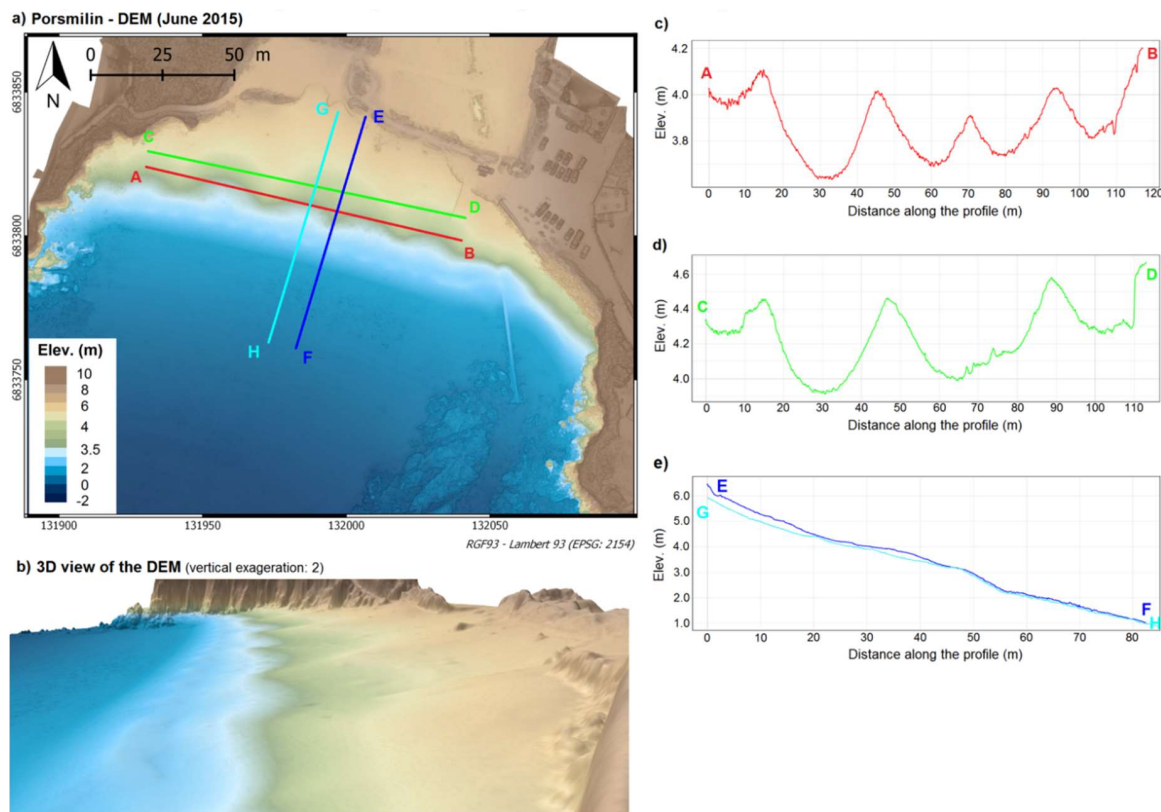 a) Porsmilin - DEM (June 2015)
0 25 50 m
N
6833850
6833800
6833750
G
E
C
A
D
B
H
F
Elev. (m)
10
8
6
4
3.5
2
0
-2
131900 131950 132000 132050
RGF93 - Lambert 93 (EPSG: 2154)
b) 3D view of the DEM (vertical exageration: 2)
c)
A
B
Elev. (m)
4.2
4.0
3.8
0 10 20 30 40 50 60 70 80 90 100 110 120
Distance along the profile (m)
d)
C
D
Elev. (m)
4.6
4.4
4.2
4.0
0 10 20 30 40 50 60 70 80 90 100 110
Distance along the profile (m)
e)
E
G
F
H
Elev. (m)
6.0
5.0
4.0
3.0
2.0
1.0
0 10 20 30 40 50 60 70 80
Distance along the profile (m)